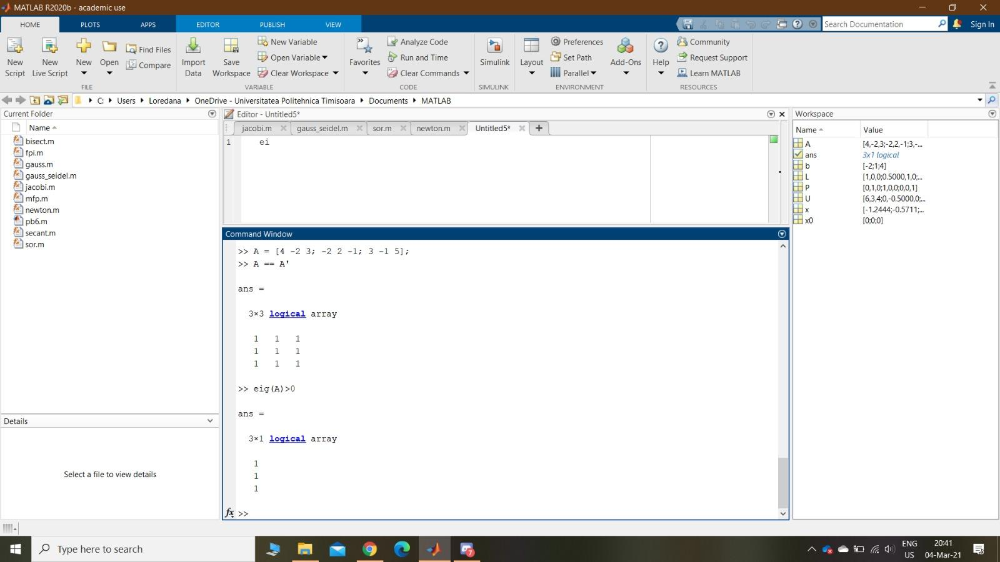 MATLAB R2020b - academic use
HOME PLOTS APPS EDITOR PUBLISH VIEW
Search Documentation
Sign In
New Script
New Live Script
New
Open
Find Files
Compare
FILE
Import Data
Save Workspace
New Variable
Open Variable
Clear Workspace
VARIABLE
Favorites
Analyze Code
Run and Time
Clear Commands
CODE
Simulink
SIMULINK
Layout
Preferences
Set Path
Parallel
Add-Ons
ENVIRONMENT
Help
Community
Request Support
Learn MATLAB
RESOURCES
C: Users Loredana OneDrive - Universitatea Politehnica Timisoara Documents MATLAB
Current Folder
Name
bisect.m
fpi.m
gauss.m
gauss_seidel.m
jacobi.m
mfp.m
newton.m
pb6.m
secant.m
sor.m
Details
Select a file to view details
Editor - Untitled5*
jacobi.m gauss_seidel.m sor.m newton.m Untitled5* +
1 ei
Command Window
>> A = [4 -2 3; -2 2 -1; 3 -1 5];
>> A == A'
ans =
3×3 logical array
1 1 1
1 1 1
1 1 1
>> eig(A)>0
ans =
3×1 logical array
1
1
1
fx >>
Workspace
Name Value
A [4,-2,3;-2,2,-1;3,-...
ans 3x1 logical
b [-2;1;4]
L [1,0,0;0.5000,1,0;...
P [0,1,0;1,0,0;0,0,1]
U [6,3,4;0,-0.5000,0;...
x [-1.2444;-0.5711;...
x0 [0;0;0]
Type here to search
7
ENG
US
20:41
04-Mar-21